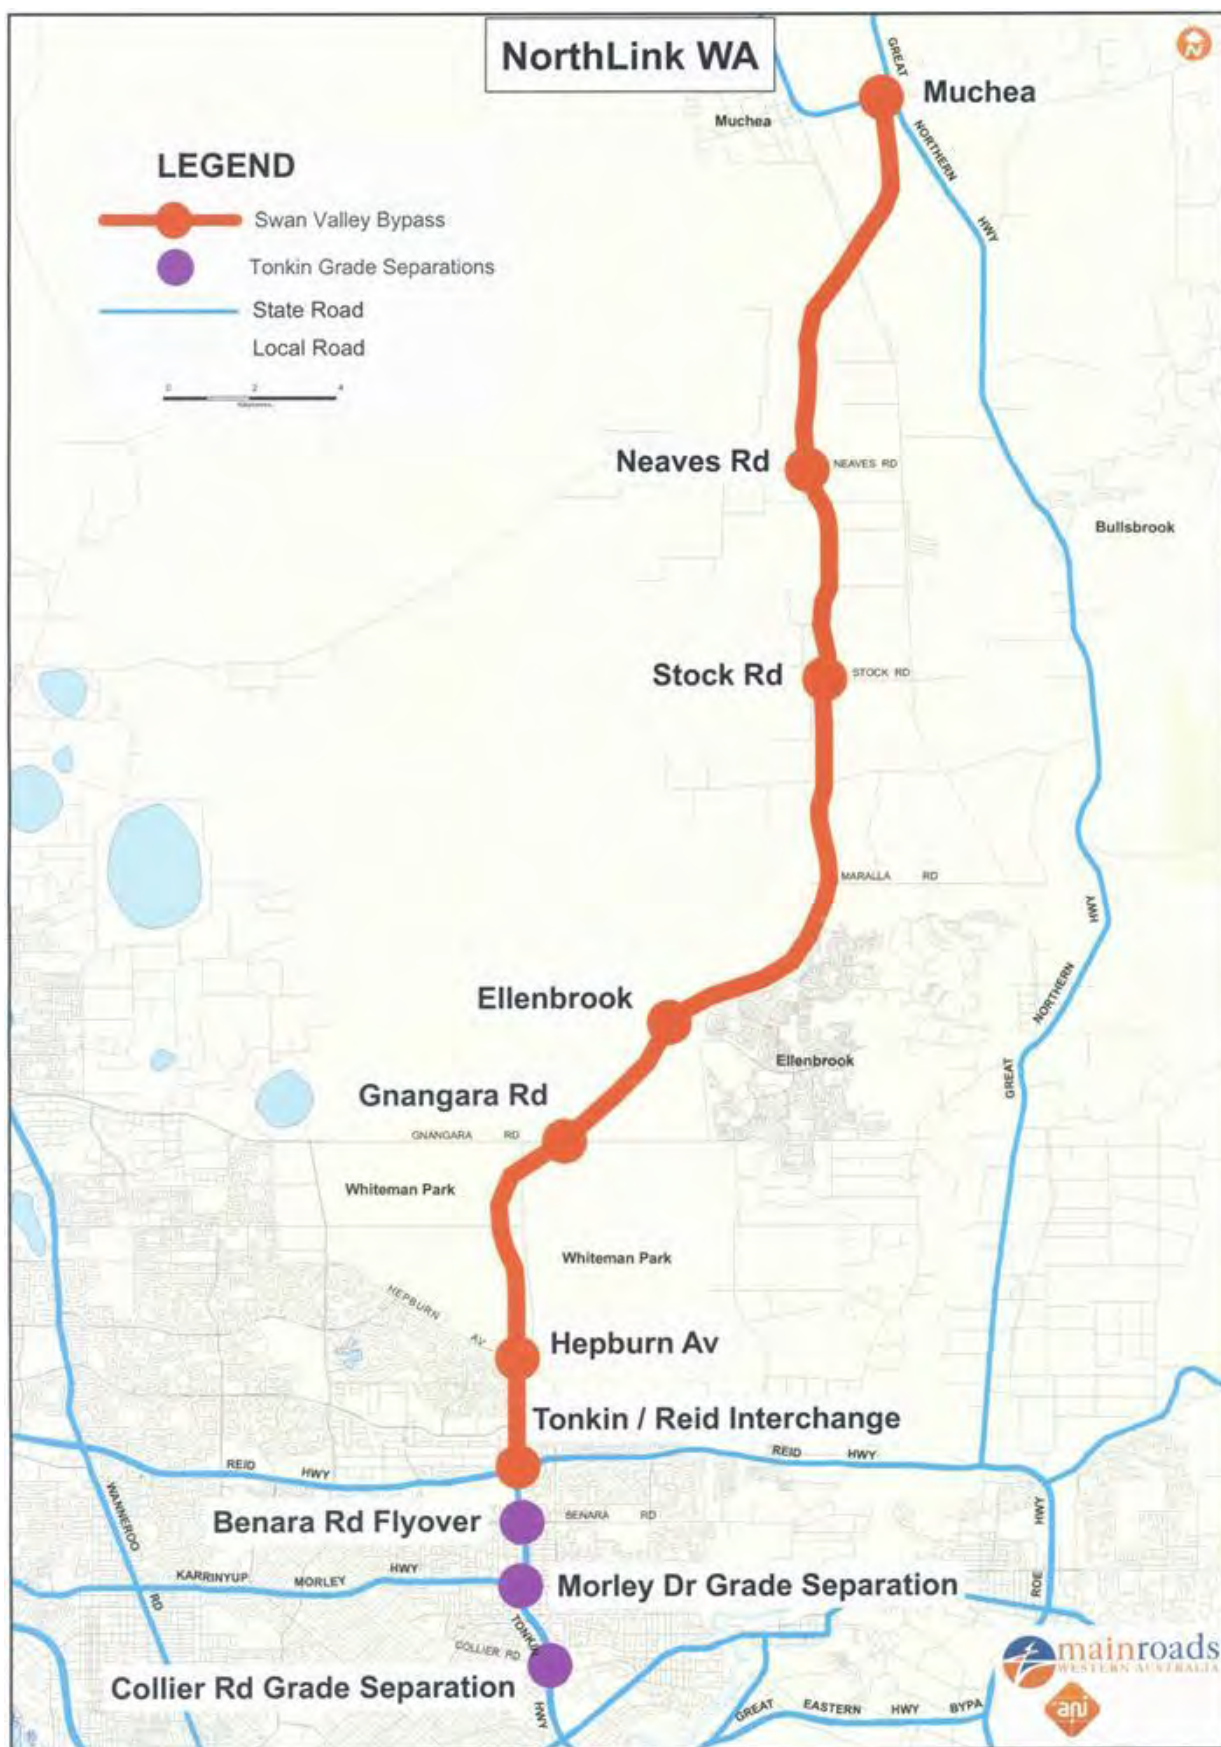 NorthLink WA
N
GREAT
Muchea
Muchea
NORTHERN
HWY
LEGEND
Swan Valley Bypass
Tonkin Grade Separations
State Road
Local Road
0 2 4
Neaves Rd
NEAVES RD
Bullsbrook
Stock Rd
STOCK RD
MARALLA RD
HWY
NORTHERN
GREAT
Ellenbrook
Ellenbrook
Gnangara Rd
GNANGARA RD
Whiteman Park
Whiteman Park
HEPBURN AV
Hepburn Av
Tonkin / Reid Interchange
REID HWY
REID HWY
WANNEROO RD
Benara Rd Flyover
BENARA RD
HWY
ROE
KARRINYUP MORLEY HWY
Morley Dr Grade Separation
TONKIN
COLLIER RD
Collier Rd Grade Separation
HWY
GREAT EASTERN HWY BYPA
mainroads
WESTERN AUSTRALIA
ani